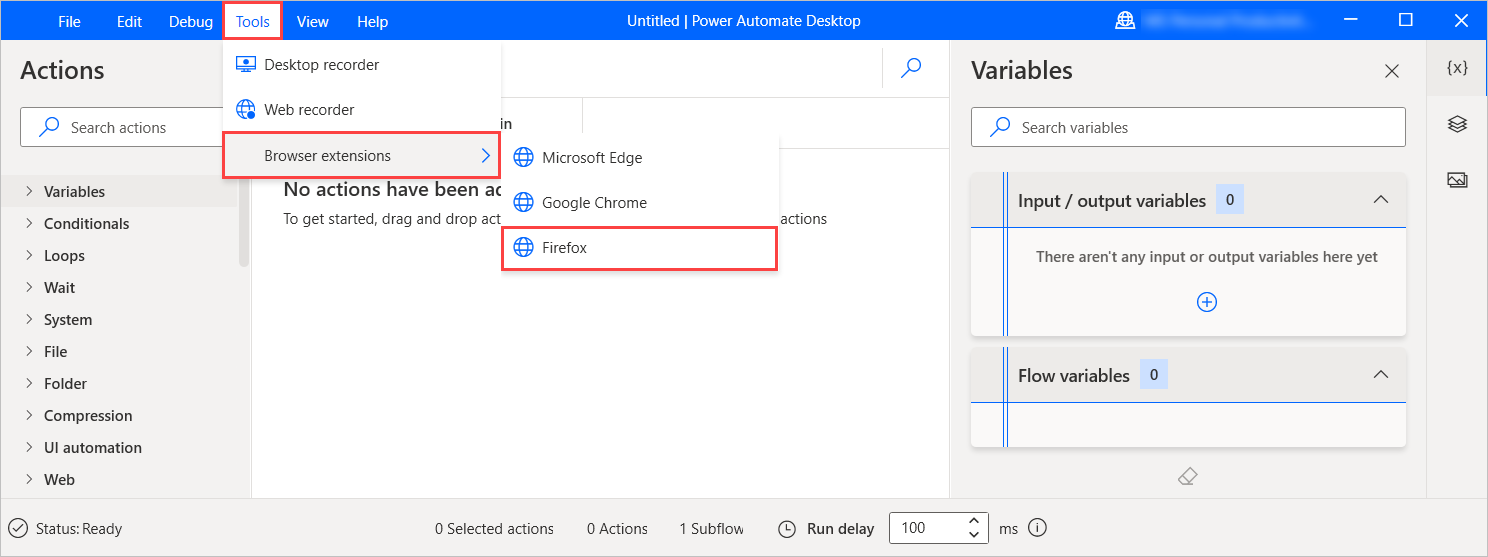 File Edit Debug Tools View Help Untitled | Power Automate Desktop
Actions
Search actions
Variables
Conditionals
Loops
Wait
System
File
Folder
Compression
UI automation
Web
Desktop recorder
Web recorder
Browser extensions
Microsoft Edge
Google Chrome
Firefox
in
No actions have been ad
To get started, drag and drop act
actions
Variables
{x}
Search variables
Input / output variables 0
There aren't any input or output variables here yet
Flow variables 0
Status: Ready 0 Selected actions 0 Actions 1 Subflow Run delay 100 ms